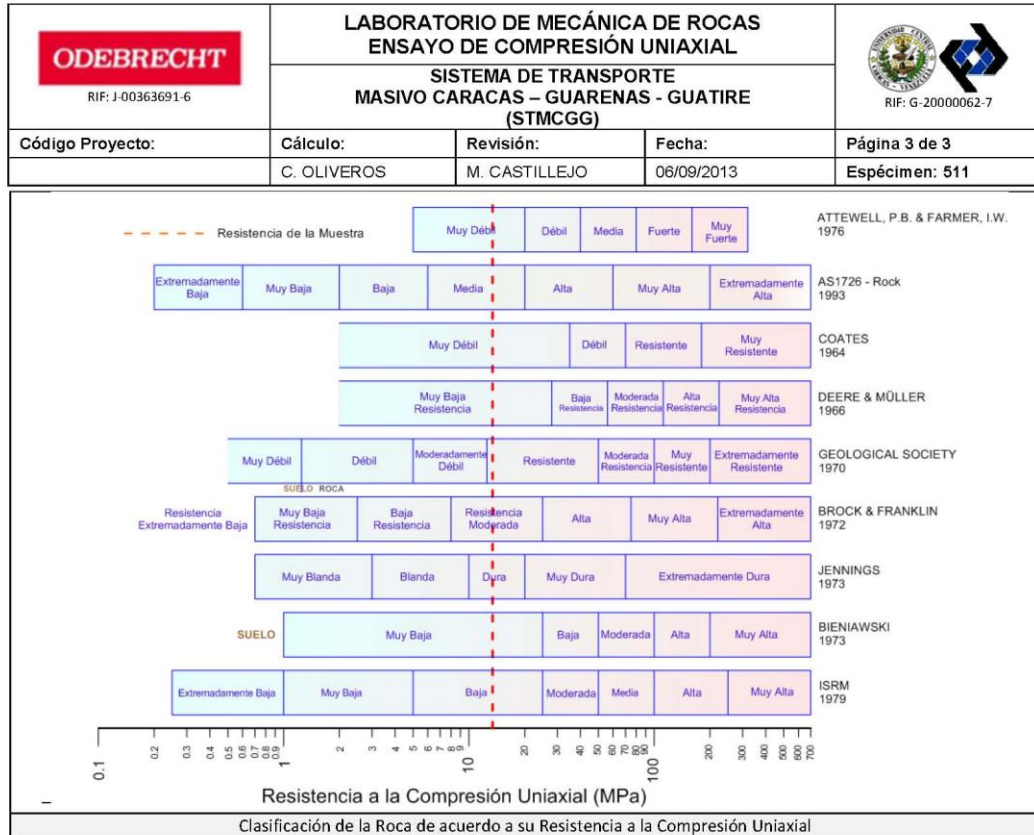 ODEBRECHT
RIF: J-00363691-6
LABORATORIO DE MECÁNICA DE ROCAS
ENSAYO DE COMPRESIÓN UNIAXIAL
SISTEMA DE TRANSPORTE
MASIVO CARACAS – GUARENAS - GUATIRE
(STMCGG)
RIF: G-20000062-7
Código Proyecto: Cálculo: Revisión: Fecha: Página 3 de 3
C. OLIVEROS M. CASTILLEJO 06/09/2013 Espécimen: 511
Resistencia de la Muestra
Muy Débil Débil Media Fuerte Muy Fuerte
ATTEWELL, P.B. & FARMER, I.W.
1976
Extremadamente Baja Muy Baja Baja Media Alta Muy Alta Extremadamente Alta
AS1726 - Rock
1993
Muy Débil Débil Resistente Muy Resistente
COATES
1964
Muy Baja Resistencia Baja Resistencia Moderada Resistencia Alta Resistencia Muy Alta Resistencia
DEERE & MÜLLER
1966
Muy Débil Débil Moderadamente Débil Resistente Moderada Resistencia Muy Resistente Extremadamente Resistente
GEOLOGICAL SOCIETY
1970
SUELO ROCA
Resistencia Extremadamente Baja Muy Baja Resistencia Baja Resistencia Resistencia Moderada Alta Muy Alta Extremadamente Alta
BROCK & FRANKLIN
1972
Muy Blanda Blanda Dura Muy Dura Extremadamente Dura
JENNINGS
1973
SUELO Muy Baja Baja Moderada Alta Muy Alta
BIENIAWSKI
1973
Extremadamente Baja Muy Baja Baja Moderada Media Alta Muy Alta
ISRM
1979
0.1 0.2 0.3 0.4 0.5 0.6 0.7 0.8 0.9 1 2 3 4 5 6 7 8 9 10 20 30 40 50 60 70 80 90 100 200 300 400 500 600 700
Resistencia a la Compresión Uniaxial (MPa)
Clasificación de la Roca de acuerdo a su Resistencia a la Compresión Uniaxial